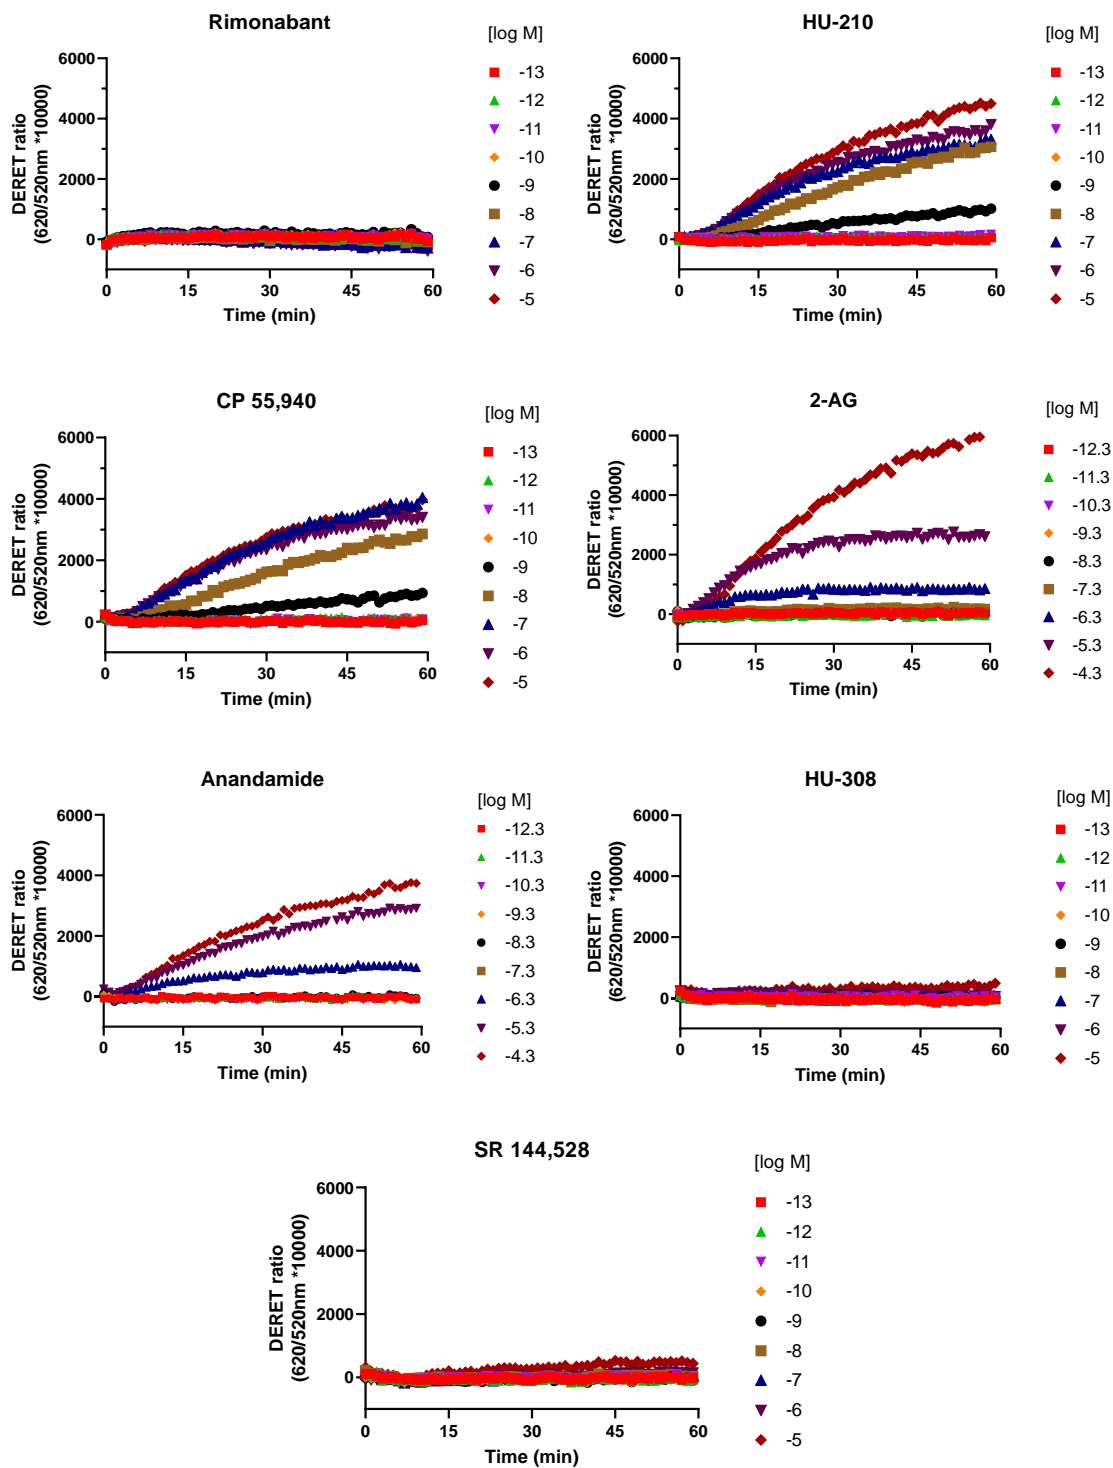 Rimonabant
[log M]
6000
4000
2000
0
DERET ratio
(620/520nm *10000)
0 15 30 45 60
Time (min)
-13
-12
-11
-10
-9
-8
-7
-6
-5
HU-210
[log M]
6000
4000
2000
0
DERET ratio
(620/520nm *10000)
0 15 30 45 60
Time (min)
-13
-12
-11
-10
-9
-8
-7
-6
-5
CP 55,940
[log M]
6000
4000
2000
0
DERET ratio
(620/520nm *10000)
0 15 30 45 60
Time (min)
-13
-12
-11
-10
-9
-8
-7
-6
-5
2-AG
[log M]
6000
4000
2000
0
DERET ratio
(620/520nm *10000)
0 15 30 45 60
Time (min)
-12.3
-11.3
-10.3
-9.3
-8.3
-7.3
-6.3
-5.3
-4.3
Anandamide
[log M]
6000
4000
2000
0
DERET ratio
(620/520nm *10000)
0 15 30 45 60
Time (min)
-12.3
-11.3
-10.3
-9.3
-8.3
-7.3
-6.3
-5.3
-4.3
HU-308
[log M]
6000
4000
2000
0
DERET ratio
(620/520nm *10000)
0 15 30 45 60
Time (min)
-13
-12
-11
-10
-9
-8
-7
-6
-5
SR 144,528
[log M]
6000
4000
2000
0
DERET ratio
(620/520nm *10000)
0 15 30 45 60
Time (min)
-13
-12
-11
-10
-9
-8
-7
-6
-5